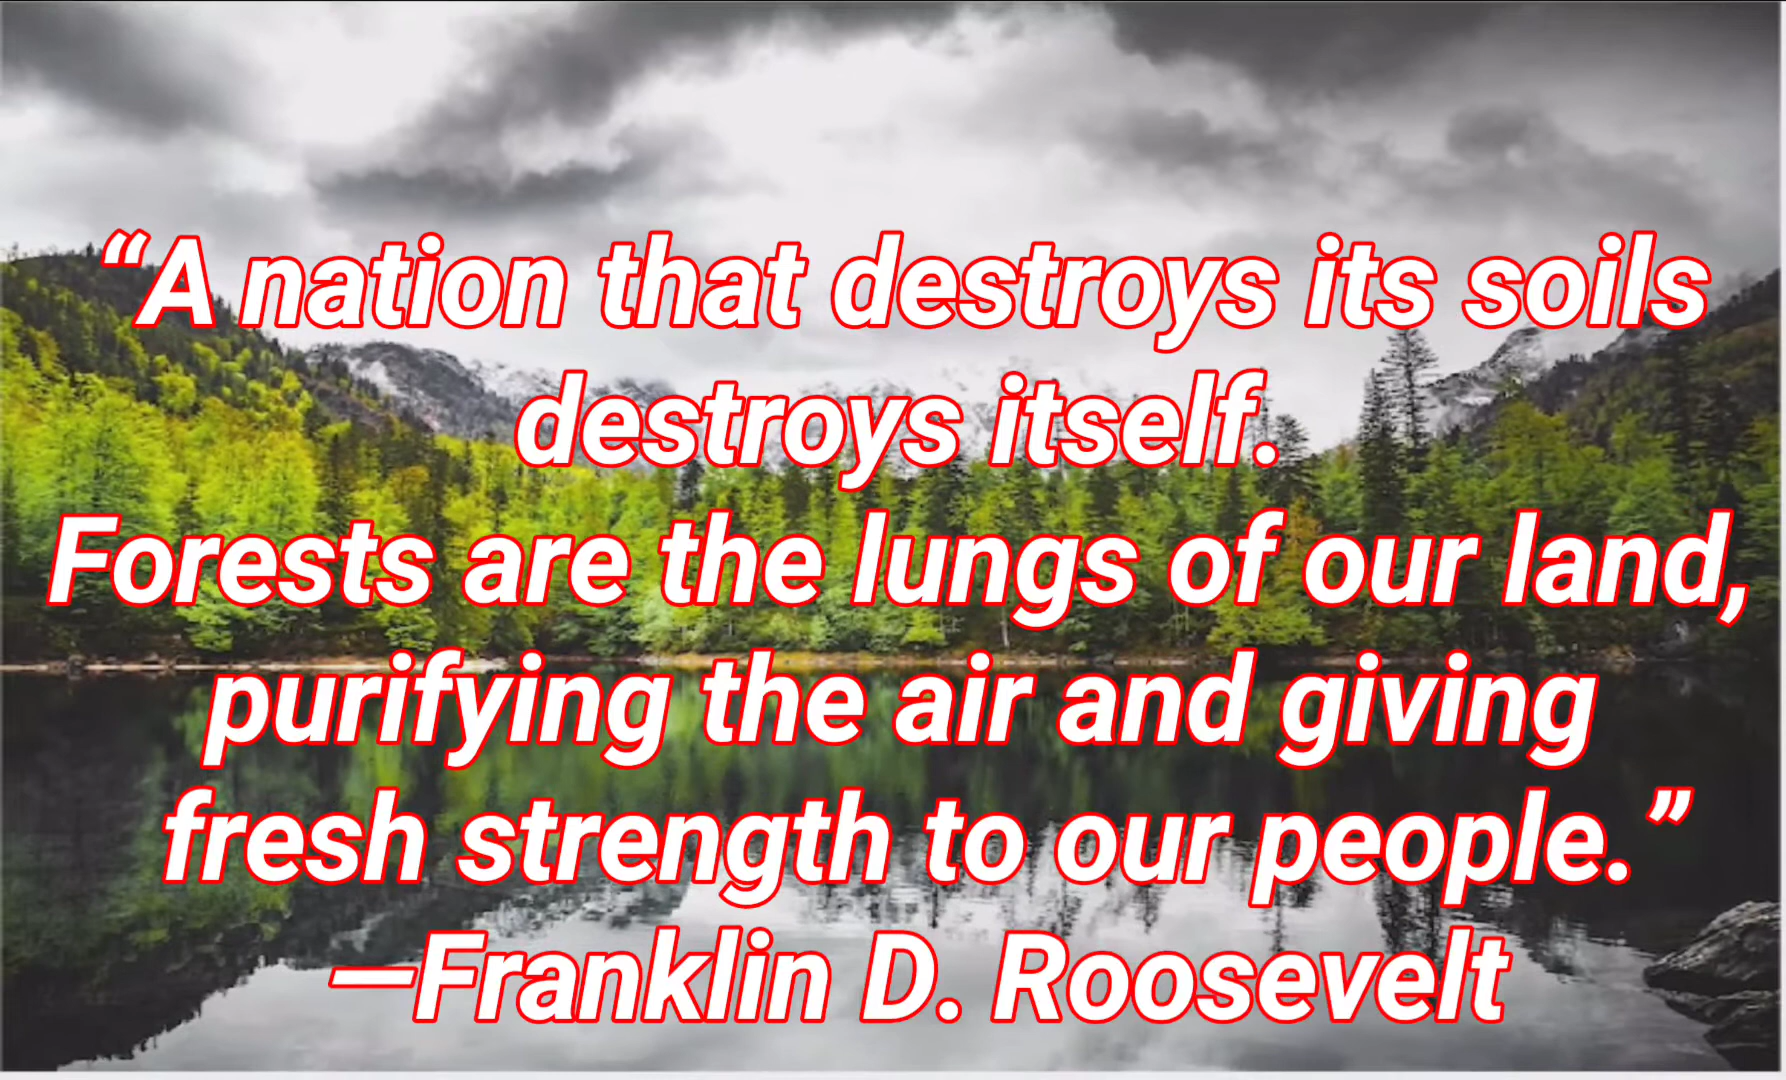 “A nation that destroys its soils
destroys itself.
Forests are the lungs of our land,
purifying the air and giving
fresh strength to our people.”
—Franklin D. Roosevelt